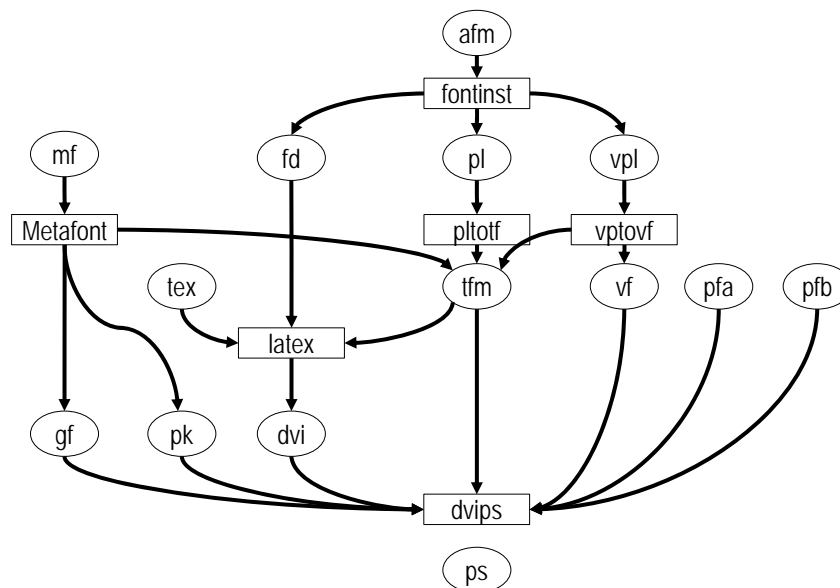 afm
fontinst
mf
fd
pl
vpl
Metafont
pltotf
vptovf
tex
tfm
vf
pfa
pfb
latex
gf
pk
dvi
dvips
ps